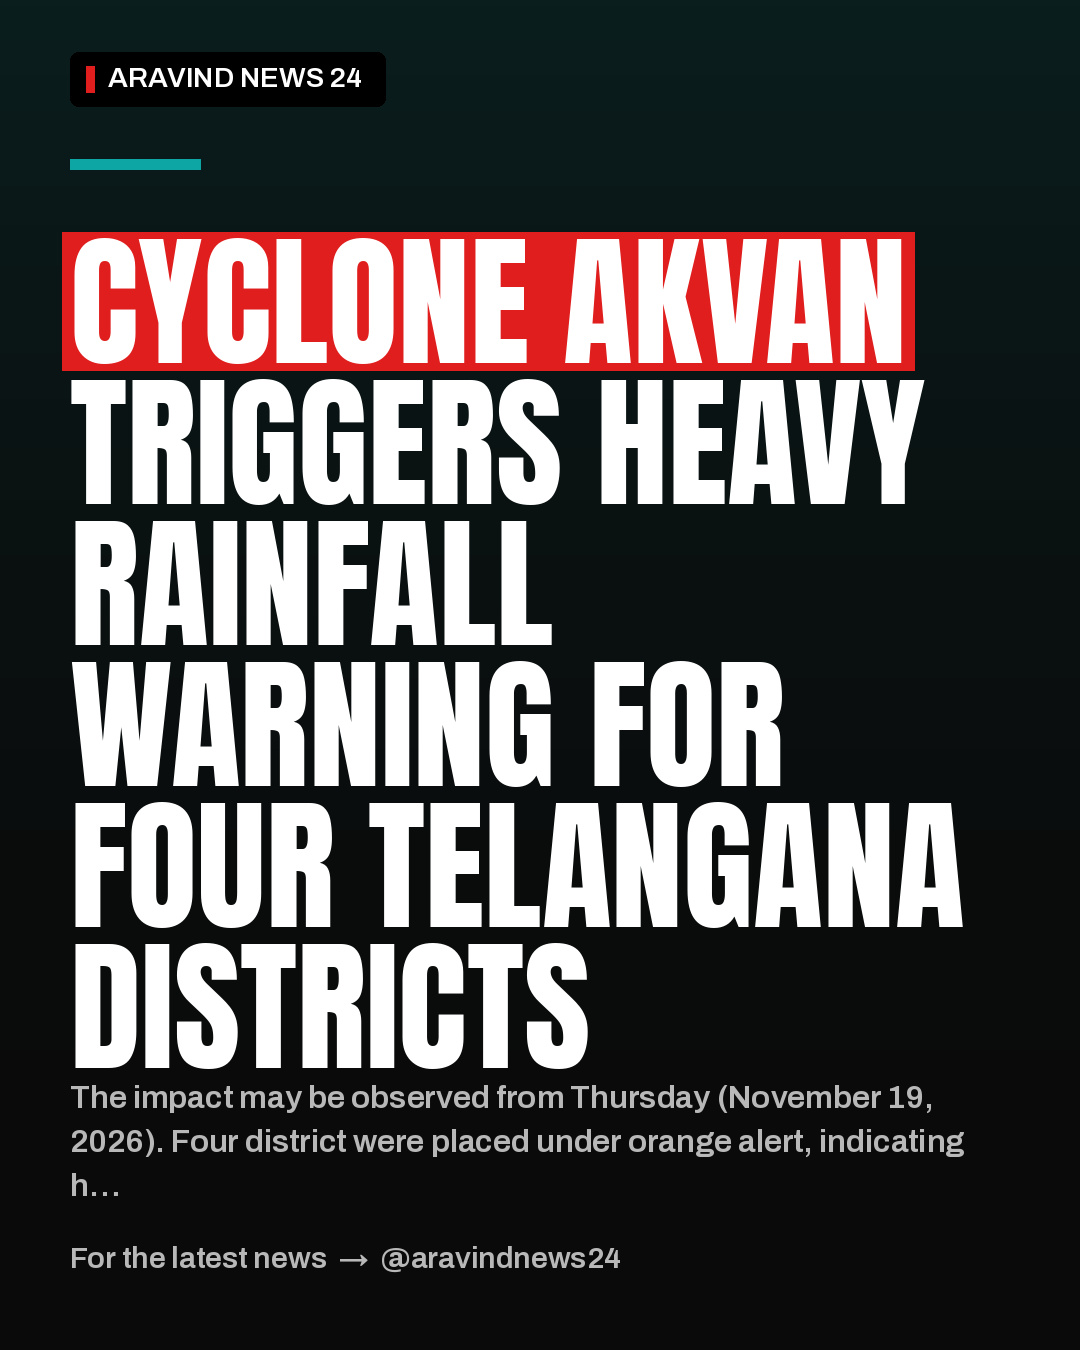 ARAVIND NEWS 24
CYCLONE AKVAN
TRIGGERS HEAVY
RAINFALL
WARNING FOR
FOUR TELANGANA
DISTRICTS
The impact may be observed from Thursday (November 19,
2026). Four district were placed under orange alert, indicating
h...
For the latest news → @aravindnews24